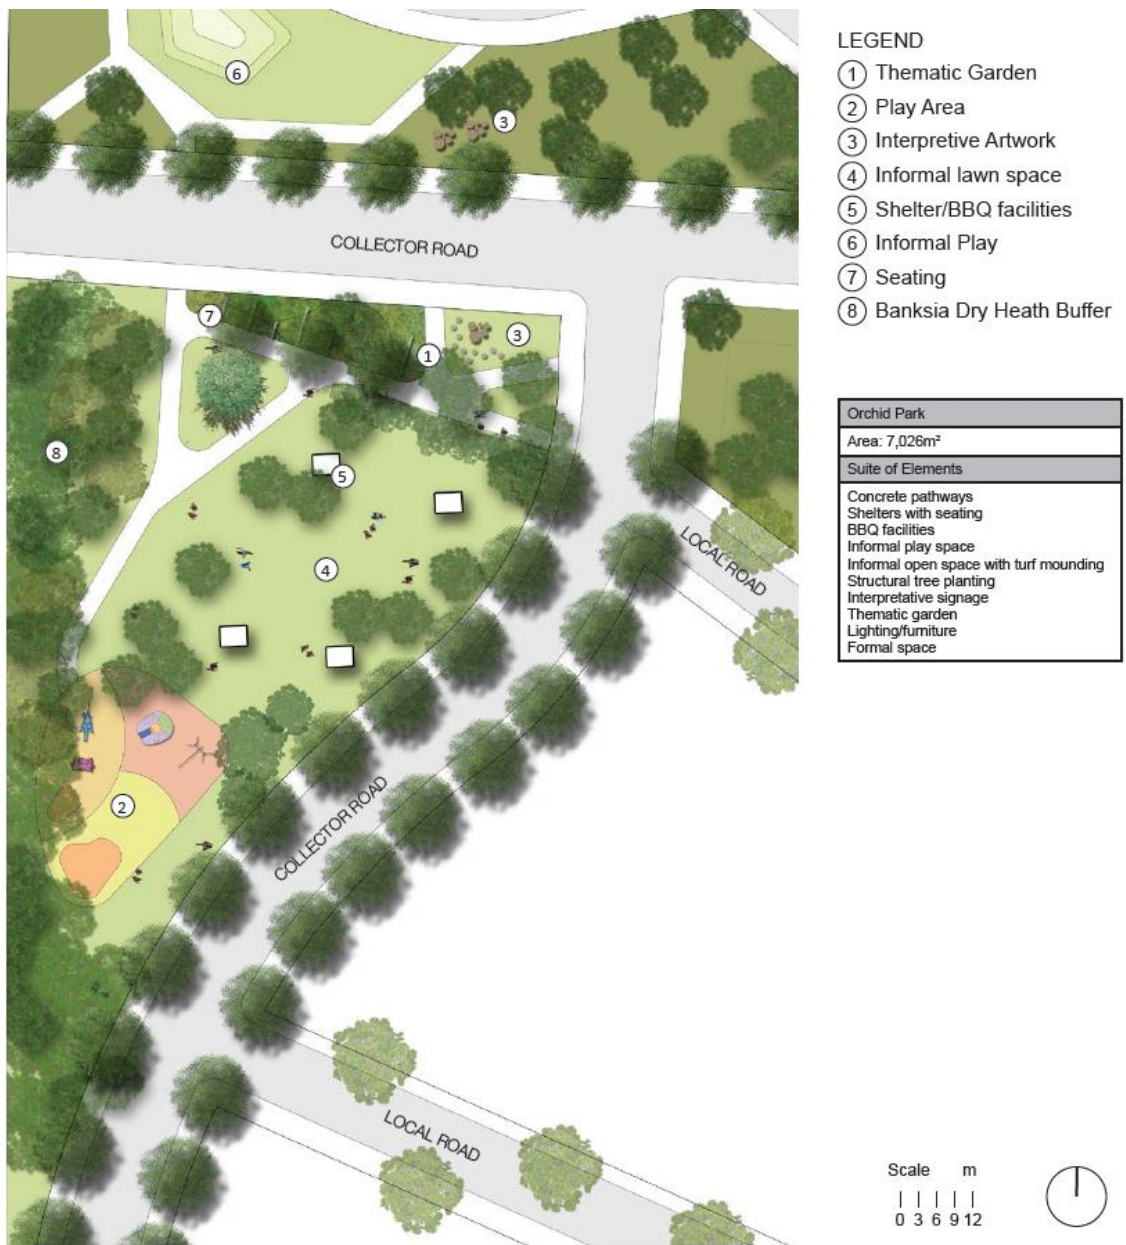 LEGEND
1 Thematic Garden
2 Play Area
3 Interpretive Artwork
4 Informal lawn space
5 Shelter/BBQ facilities
6 Informal Play
7 Seating
8 Banksia Dry Heath Buffer
Orchid Park
Area: 7,026m²
Suite of Elements
Concrete pathways
Shelters with seating
BBQ facilities
Informal play space
Informal open space with turf mounding
Structural tree planting
Interpretative signage
Thematic garden
Lighting/furniture
Formal space
6
3
COLLECTOR ROAD
7
3
1
8
5
4
LOCAL ROAD
2
COLLECTOR ROAD
LOCAL ROAD
Scale m
0 3 6 9 12